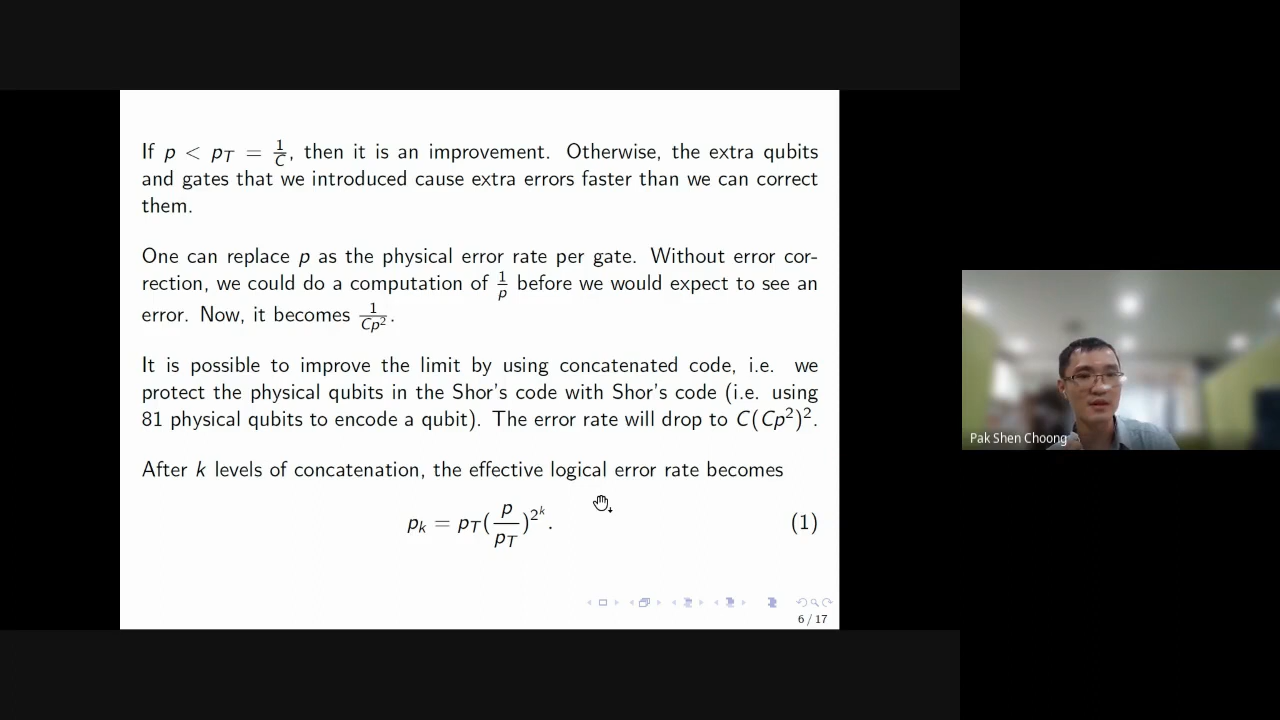 If p < p_T = 1/C, then it is an improvement. Otherwise, the extra qubits
and gates that we introduced cause extra errors faster than we can correct
them.
One can replace p as the physical error rate per gate. Without error cor-
rection, we could do a computation of 1/p before we would expect to see an
error. Now, it becomes 1/Cp².
It is possible to improve the limit by using concatenated code, i.e. we
protect the physical qubits in the Shor's code with Shor's code (i.e. using
81 physical qubits to encode a qubit). The error rate will drop to C(Cp²)².
After k levels of concatenation, the effective logical error rate becomes
p_k = p_T(p/p_T)^{2^k}. (1)
6 / 17
Pak Shen Choong